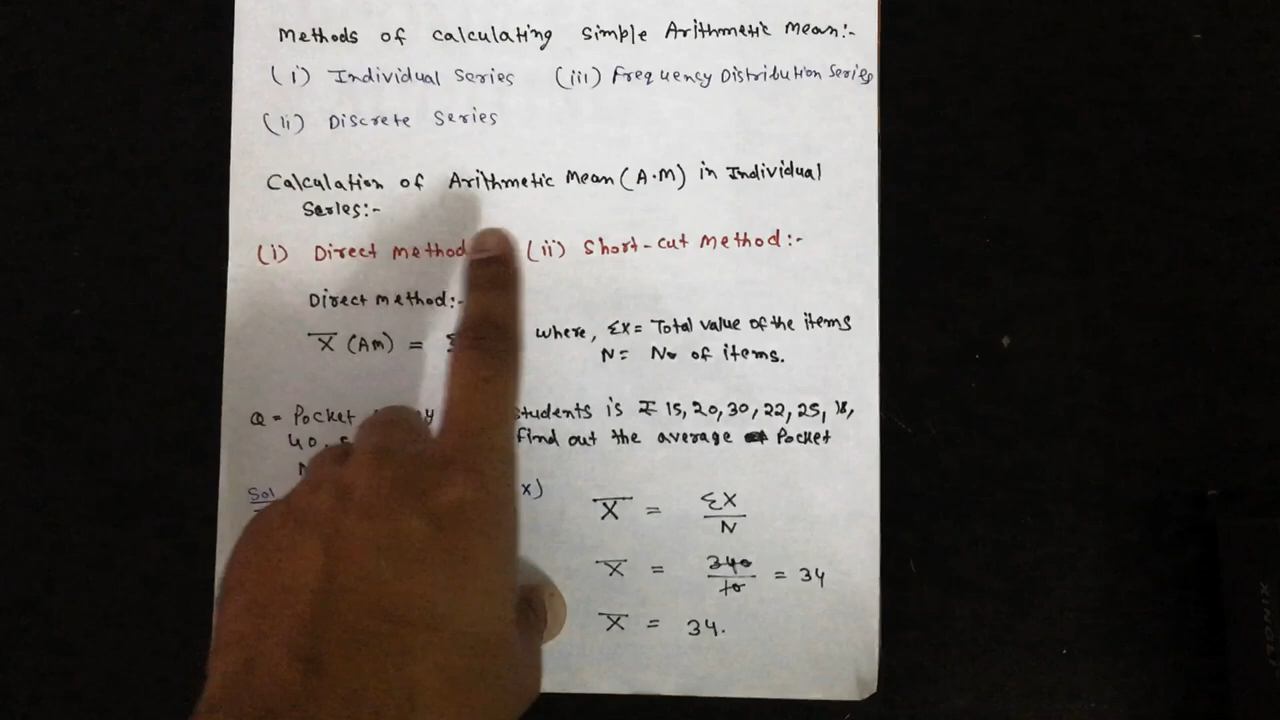 Methods of calculating Simple Arithmetic Mean:-
(i) Individual Series (iii) Frequency Distribution Series
(ii) Discrete Series
Calculation of Arithmetic Mean (A.M) in Individual
Series:-
(i) Direct method (ii) Short-cut Method:-
Direct method:-
X̅ (AM) = where, ΣX = Total value of the items
N = No of items.
Q = Pocket students is ₹ 15, 20, 30, 22, 25, 18,
40, find out the average Pocket
Sol x) X̅ = ΣX/N
X̅ = 340/10 = 34
X̅ = 34.